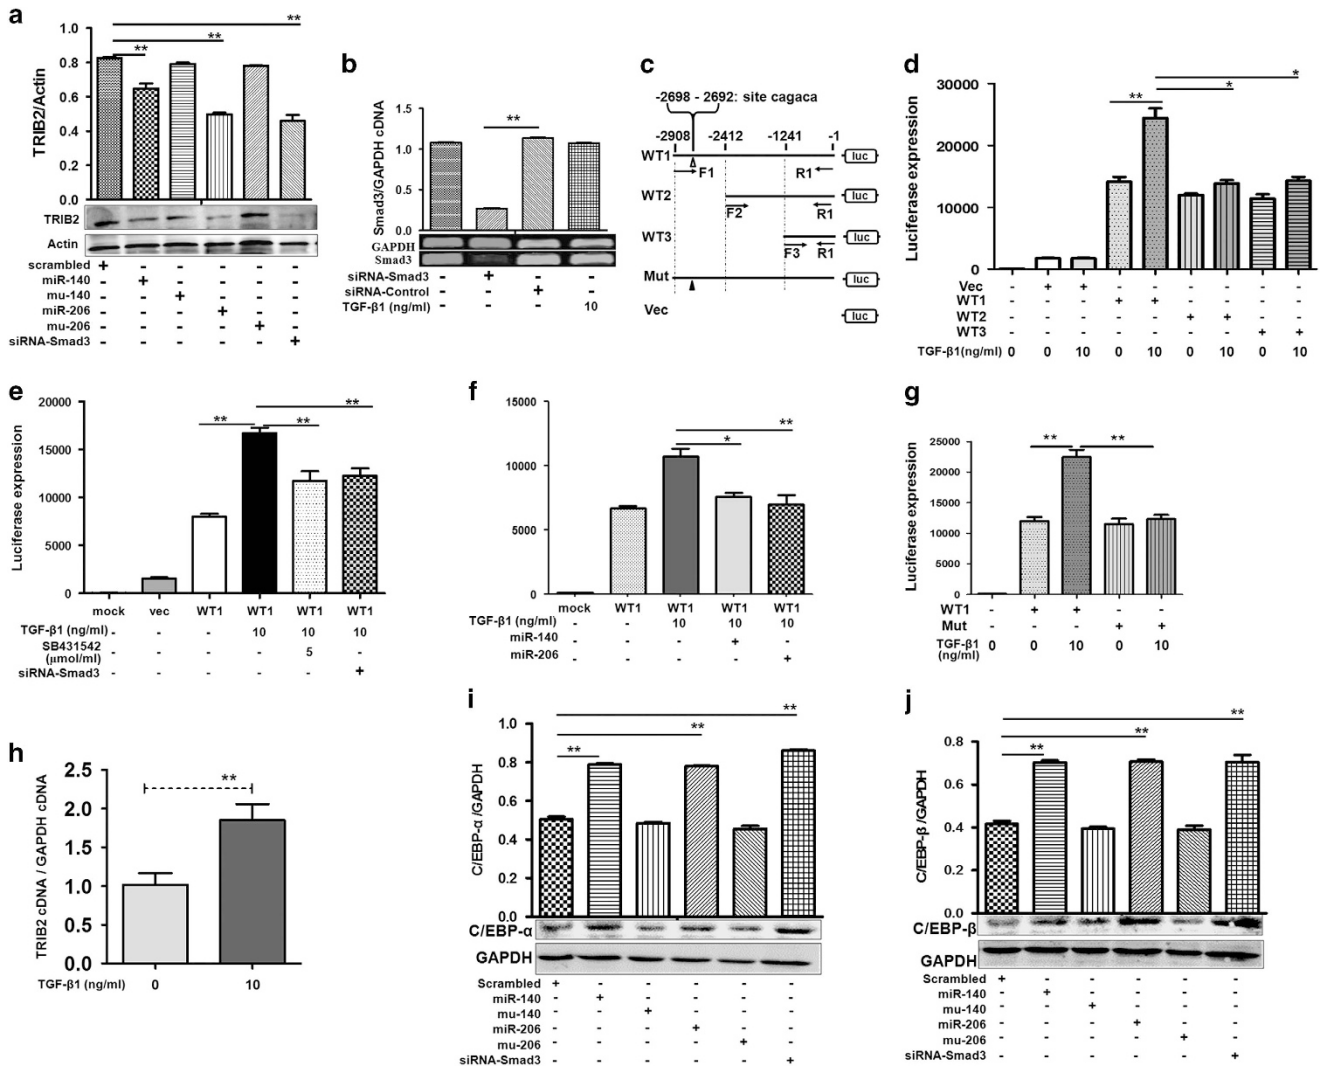 a
TRIB2/Actin
1.0
0.8
0.6
0.4
0.2
0.0
**
**
**
TRIB2
Actin
scrambled + - - - - -
miR-140 - + - - - -
mu-140 - - + - - -
miR-206 - - - + - -
mu-206 - - - - + -
siRNA-Smad3 - - - - - +
b
Smad3/GAPDH cDNA
1.5
1.0
0.5
0.0
**
GAPDH
Smad3
siRNA-Smad3 - + - -
siRNA-Control - - + -
TGF-β1 (ng/ml) - - - 10
c
-2698 - -2692: site cagaca
-2908 -2412 -1241 -1
WT1 F1 R1 luc
WT2 F2 R1 luc
WT3 F3 R1 luc
Mut luc
Vec luc
d
Luciferase expression
30000
20000
10000
0
**
*
*
Vec - + + - - - - - -
WT1 - - - + + - - - -
WT2 - - - - - + + - -
WT3 - - - - - - - + +
TGF-β1(ng/ml) 0 0 10 0 10 0 10 0 10
e
Luciferase expression
20000
15000
10000
5000
0
**
**
**
mock vec WT1 WT1 WT1 WT1
TGF-β1 (ng/ml) - - - 10 10 10
SB431542 - - - - 5 -
(μmol/ml)
siRNA-Smad3 - - - - - +
f
15000
10000
5000
0
*
**
mock WT1 WT1 WT1 WT1
TGF-β1 (ng/ml) - - 10 10 10
miR-140 - - - + -
miR-206 - - - - +
g
Luciferase expression
25000
20000
15000
10000
5000
0
**
**
WT1 - + + - -
Mut - - - + +
TGF-β1 0 0 10 0 10
(ng/ml)
h
TRIB2 cDNA / GAPDH cDNA
2.5
2.0
1.5
1.0
0.5
0.0
**
TGF-β1 (ng/ml) 0 10
i
C/EBP-α /GAPDH
1.0
0.8
0.6
0.4
0.2
0.0
**
**
**
C/EBP-α
GAPDH
Scrambled + - - - - -
miR-140 - + - - - -
mu-140 - - + - - -
miR-206 - - - + - -
mu-206 - - - - + -
siRNA-Smad3 - - - - - +
j
C/EBP-β /GAPDH
0.8
0.6
0.4
0.2
0.0
**
**
**
C/EBP-β
GAPDH
Scrambled + - - - - -
miR-140 - + - - - -
mu-140 - - + - - -
miR-206 - - - + - -
mu-206 - - - - + -
siRNA-Smad3 - - - - - +